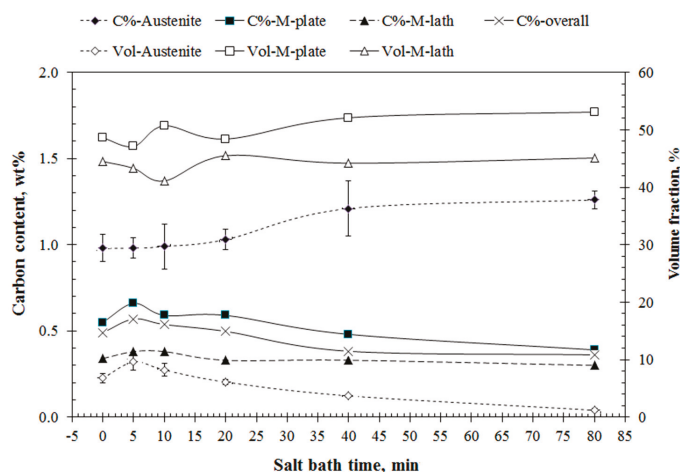 C%-Austenite C%-M-plate C%-M-lath C%-overall
Vol-Austenite Vol-M-plate Vol-M-lath
2.0 60
50
1.5
40
1.0 30
20
0.5
10
0.0 0
-5 0 5 10 15 20 25 30 35 40 45 50 55 60 65 70 75 80 85
Carbon content, wt%
Volume fraction, %
Salt bath time, min